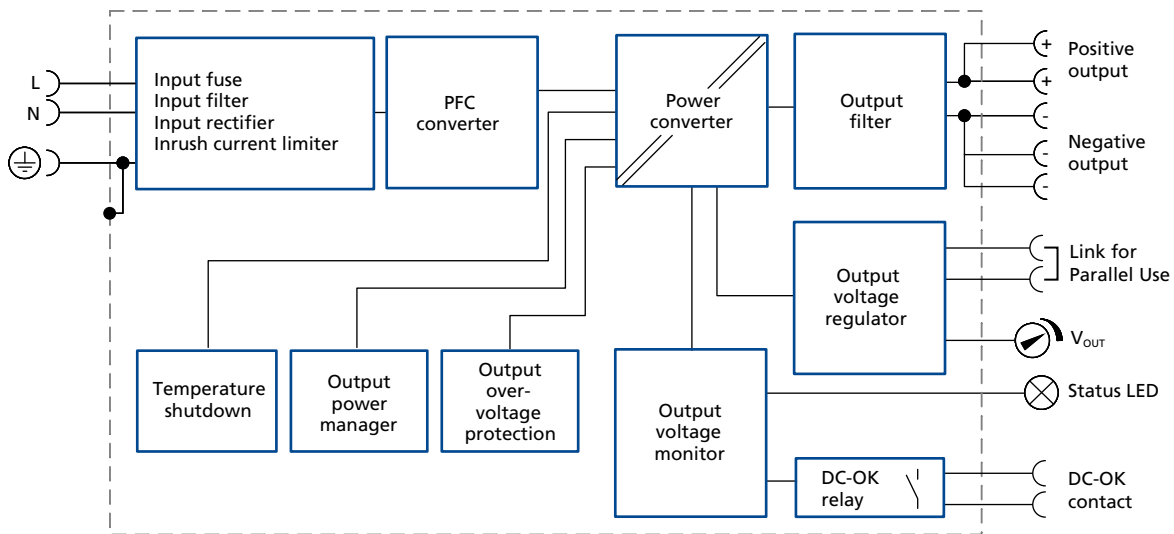 L
N
Input fuse
Input filter
Input rectifier
Inrush current limiter
PFC
converter
Power
converter
Output
filter
+
+
-
-
-
Positive
output
Negative
output
Output
voltage
regulator
Link for
Parallel Use
VOUT
Temperature
shutdown
Output
power
manager
Output
over-
voltage
protection
Output
voltage
monitor
Status LED
DC-OK
relay
DC-OK
contact